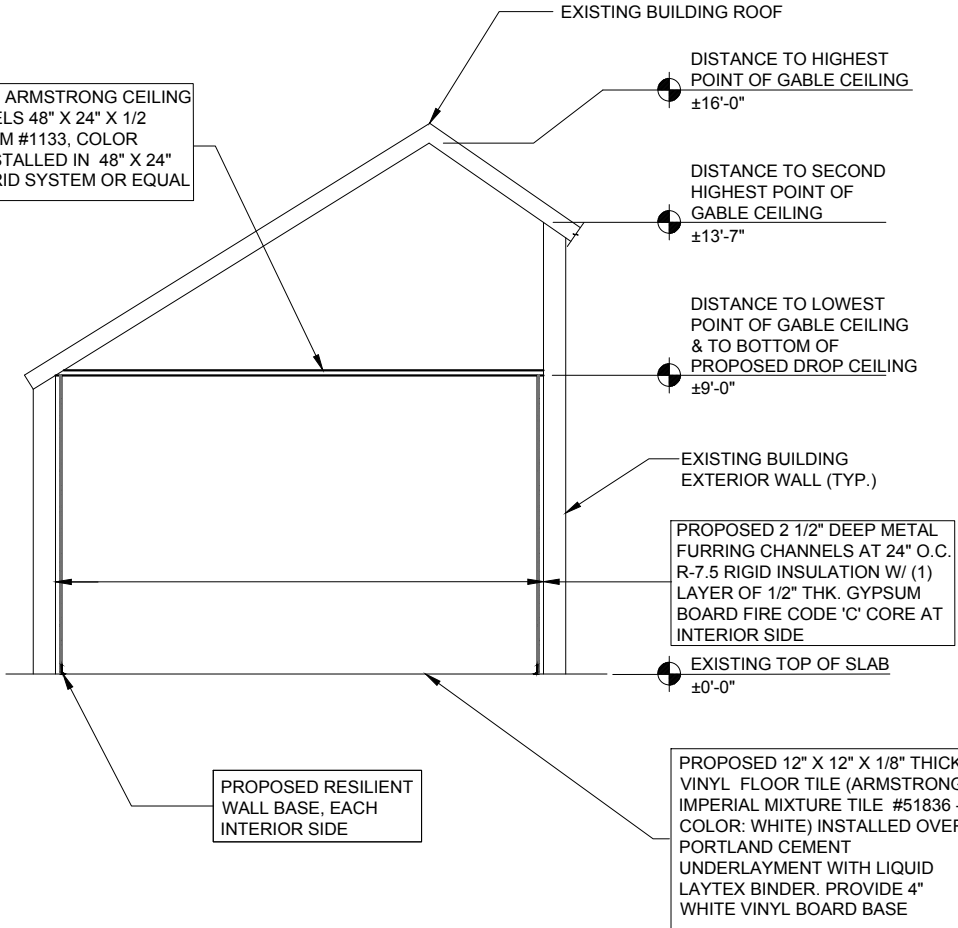 EXISTING BUILDING ROOF
DISTANCE TO HIGHEST
POINT OF GABLE CEILING
±16'-0"
ARMSTRONG CEILING
48" X 24" X 1/2
#1133, COLOR
IN 48" X 24"
SYSTEM OR EQUAL
DISTANCE TO SECOND
HIGHEST POINT OF
GABLE CEILING
±13'-7"
DISTANCE TO LOWEST
POINT OF GABLE CEILING
& TO BOTTOM OF
PROPOSED DROP CEILING
±9'-0"
EXISTING BUILDING
EXTERIOR WALL (TYP.)
PROPOSED 2 1/2" DEEP METAL
FURRING CHANNELS AT 24" O.C.
R-7.5 RIGID INSULATION W/ (1)
LAYER OF 1/2" THK. GYPSUM
BOARD FIRE CODE 'C' CORE AT
INTERIOR SIDE
EXISTING TOP OF SLAB
±0'-0"
PROPOSED RESILIENT
WALL BASE, EACH
INTERIOR SIDE
PROPOSED 12" X 12" X 1/8" THICK
VINYL FLOOR TILE (ARMSTRONG
IMPERIAL MIXTURE TILE #51836 -
COLOR: WHITE) INSTALLED OVER
PORTLAND CEMENT
UNDERLAYMENT WITH LIQUID
LAYTEX BINDER. PROVIDE 4"
WHITE VINYL BOARD BASE